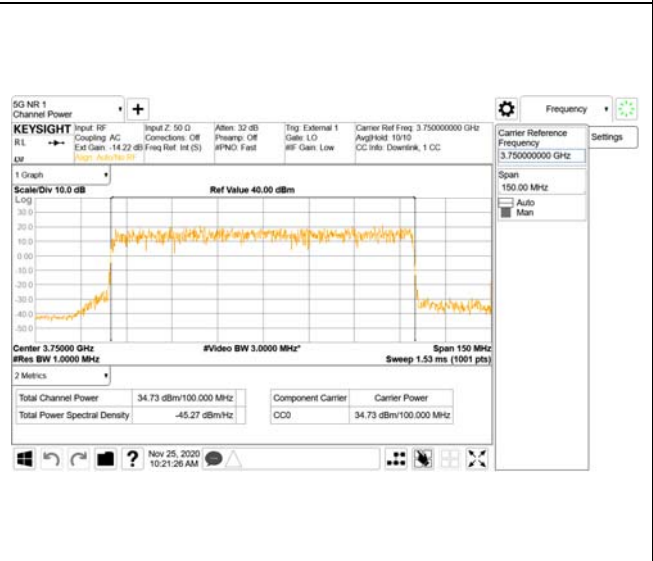 5G NR 1
Channel Power
+
Frequency
KEYSIGHT
RL
Input: RF
Coupling: AC
Ext Gain: -14.22 dB
Align: Auto/No RF
Input Z: 50 Ω
Corrections: Off
Freq Ref: Int (S)
Atten: 32 dB
Preamp: Off
#PNO: Fast
Trig: External 1
Gate: LO
#IF Gain: Low
Carrier Ref Freq: 3.750000000 GHz
Avg|Hold: 10/10
CC Info: Downlink, 1 CC
Carrier Reference
Frequency
3.750000000 GHz
Settings
Span
150.00 MHz
Auto
Man
1 Graph
Scale/Div 10.0 dB
Ref Value 40.00 dBm
Log
30.0
20.0
10.0
0.00
-10.0
-20.0
-30.0
-40.0
-50.0
Center 3.75000 GHz
#Video BW 3.0000 MHz*
Span 150 MHz
#Res BW 1.0000 MHz
Sweep 1.53 ms (1001 pts)
2 Metrics
Total Channel Power 34.73 dBm/100.000 MHz
Total Power Spectral Density -45.27 dBm/Hz
Component Carrier Carrier Power
CC0 34.73 dBm/100.000 MHz
?
Nov 25, 2020
10:21:26 AM